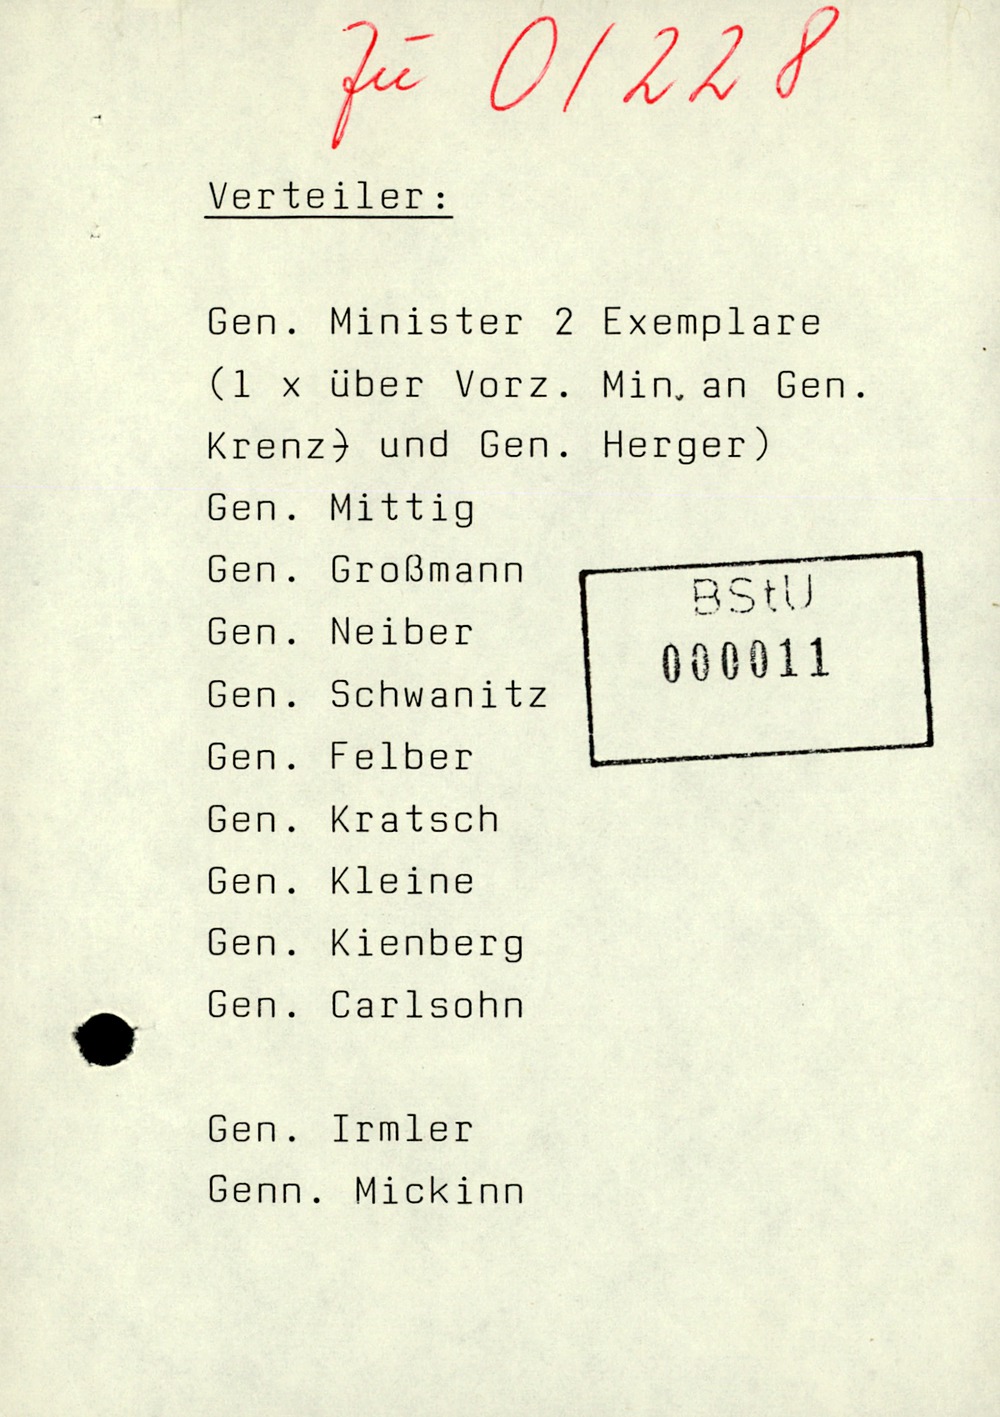 Zu 01228
Verteiler:
Gen. Minister 2 Exemplare
(1 x über Vorz. Min. an Gen.
Krenz) und Gen. Herger)
Gen. Mittig
Gen. Großmann
Gen. Neiber
Gen. Schwanitz
Gen. Felber
Gen. Kratsch
Gen. Kleine
Gen. Kienberg
Gen. Carlsohn
BStU
000011
Gen. Irmler
Genn. Mickinn